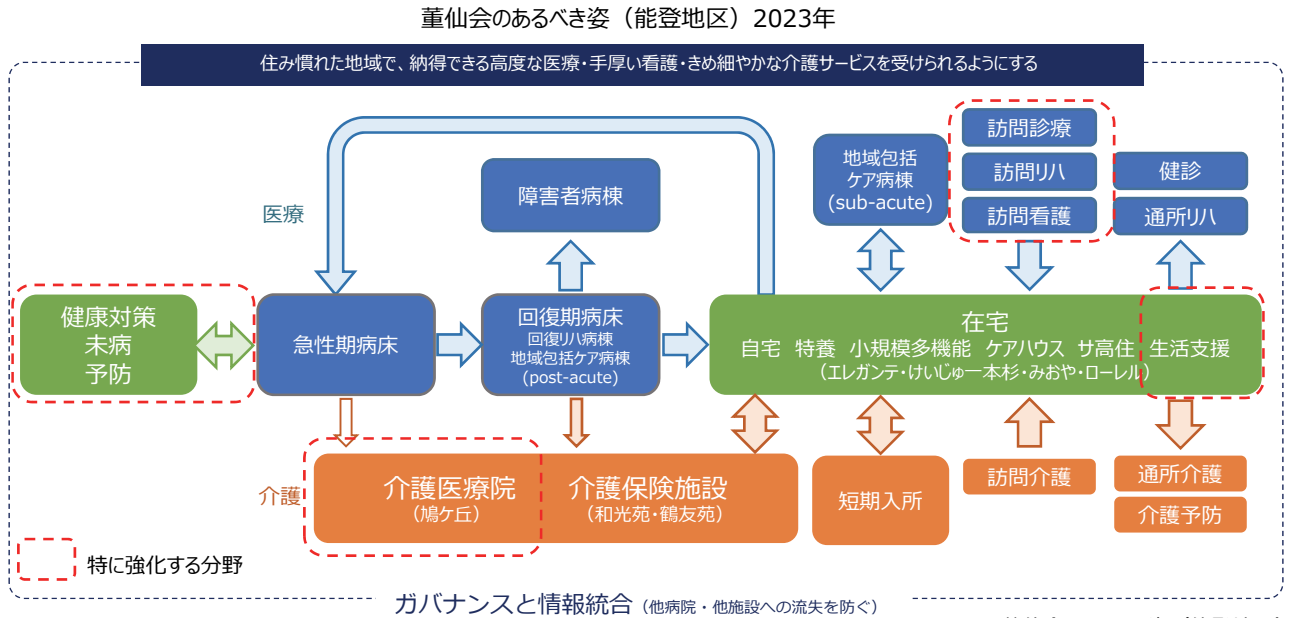 董仙会のあるべき姿（能登地区）2023年
住み慣れた地域で、納得できる高度な医療・手厚い看護・きめ細やかな介護サービスを受けられるようにする
医療
障害者病棟
地域包括
ケア病棟
(sub-acute)
訪問診療
訪問リハ
訪問看護
健診
通所リハ
健康対策
未病
予防
急性期病床
回復期病床
回復リハ病棟
地域包括ケア病棟
(post-acute)
在宅
自宅 特養 小規模多機能 ケアハウス サ高住 生活支援
（エレガンテ・けいじゅ一本杉・みおや・ローレル）
介護
介護医療院
（鳩ケ丘）
介護保険施設
（和光苑・鶴友苑）
短期入所
訪問介護
通所介護
介護予防
特に強化する分野
ガバナンスと情報統合（他病院・他施設への流失を防ぐ）